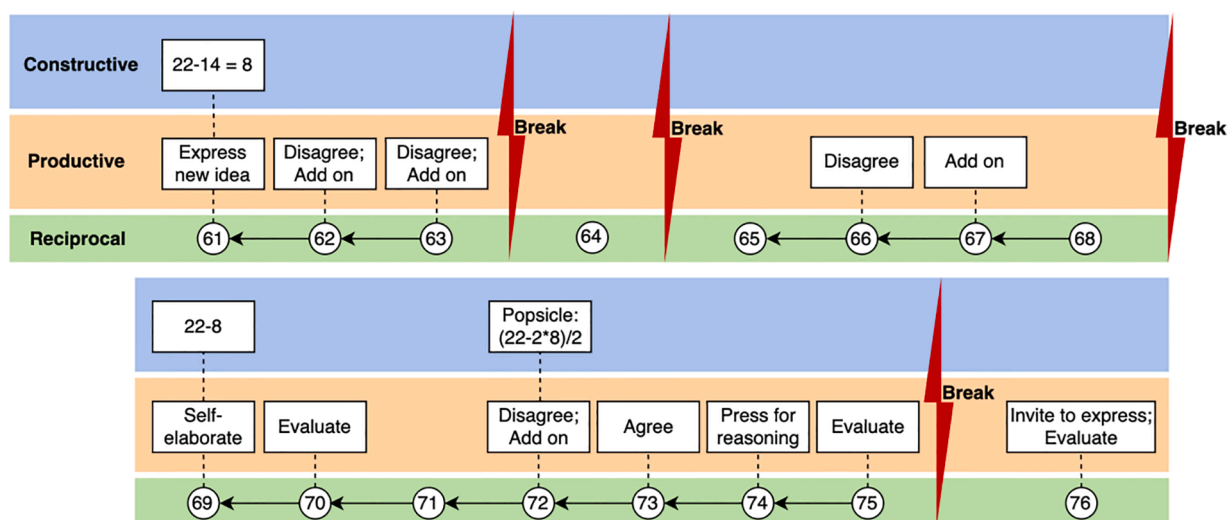 Constructive
22-14 = 8
Break
Break
Break
Productive
Express
new idea
Disagree;
Add on
Disagree;
Add on
Disagree
Add on
Reciprocal
61
62
63
64
65
66
67
68
22-8
Popsicle:
(22-2*8)/2
Break
Self-
elaborate
Evaluate
Disagree;
Add on
Agree
Press for
reasoning
Evaluate
Invite to express;
Evaluate
69
70
71
72
73
74
75
76